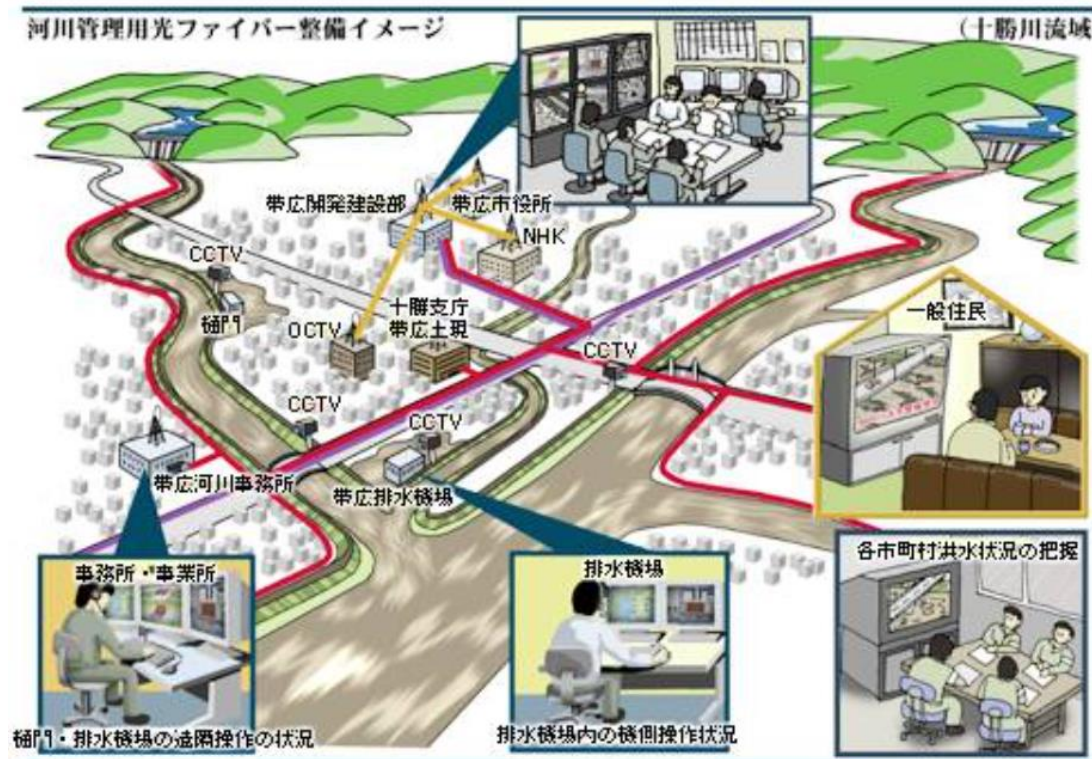 河川管理用光ファイバー整備イメージ
(十勝川流域
帯広開発建設部
帯広市役所
NHK
CCTV
樋門
OCTV
十勝支庁
帯広土現
CCTV
一般住民
CCTV
CCTV
帯広河川事務所
帯広排水機場
事務所・事業所
排水機場
各市町村洪水状況の把握
樋門・排水機場の遠隔操作の状況
排水機場内の機側操作状況